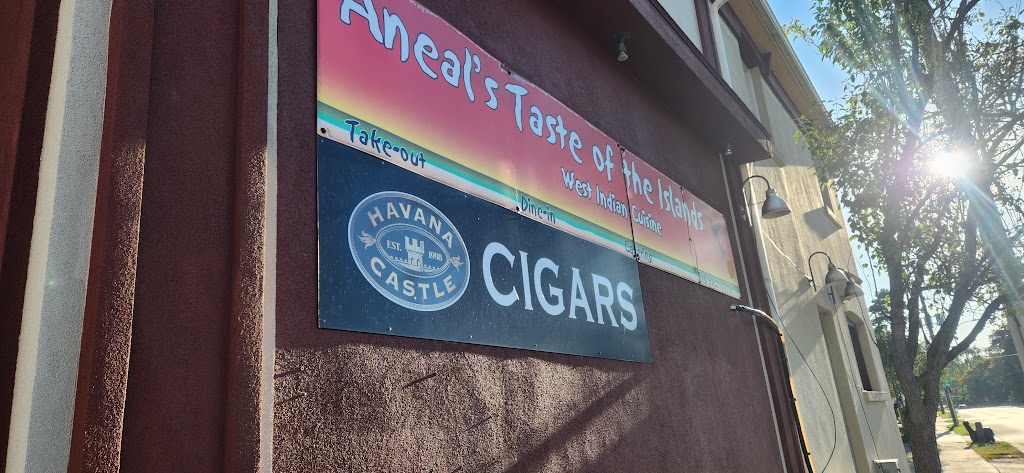 Aneal's Taste of the Islands
West Indian Cuisine
Take-out
Dine-in
HAVANA
EST. 1998
CASTLE
CIGARS